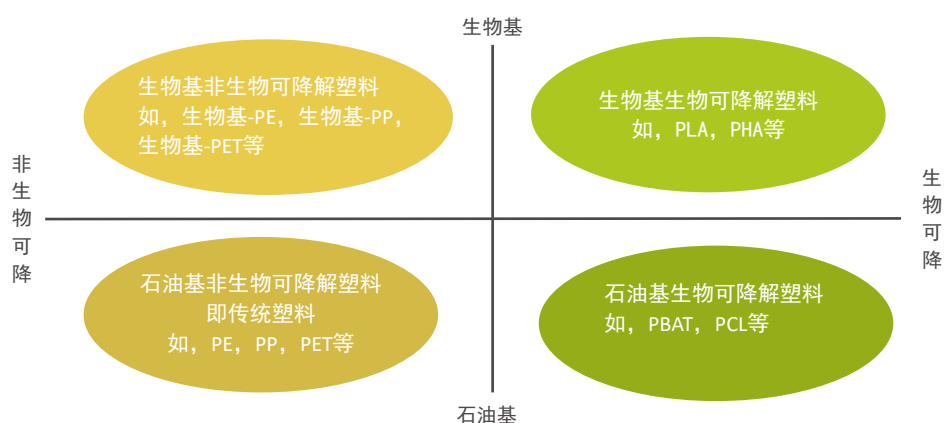 生物基
生物基非生物可降解塑料
如，生物基-PE，生物基-PP，
生物基-PET等
生物基生物可降解塑料
如，PLA，PHA等
非生物可降
生物可降
石油基非生物可降解塑料
即传统塑料
如，PE，PP，PET等
石油基生物可降解塑料
如，PBAT，PCL等
石油基